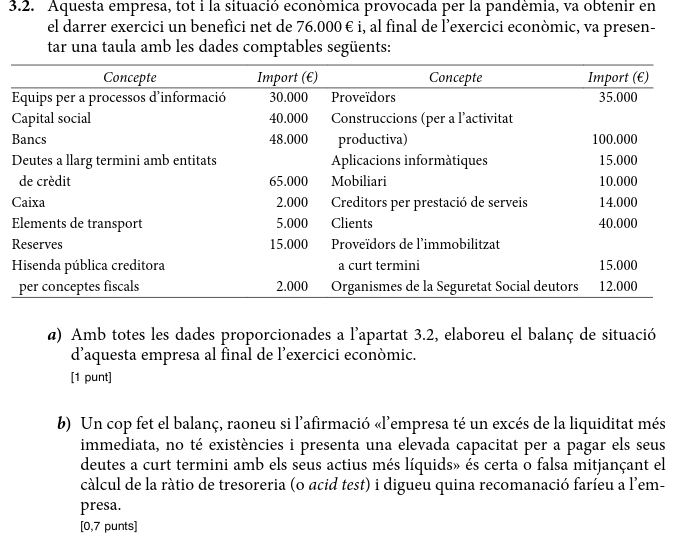 3.2. Aquesta empresa, tot i la situació econòmica provocada per la pandèmia, va obtenir en
el darrer exercici un benefici net de 76.000 € i, al final de l'exercici econòmic, va presen-
tar una taula amb les dades comptables següents:
Concepte Import (€) Concepte Import (€)
Equips per a processos d'informació 30.000 Proveïdors 35.000
Capital social 40.000 Construccions (per a l'activitat
Bancs 48.000 productiva) 100.000
Deutes a llarg termini amb entitats Aplicacions informàtiques 15.000
de crèdit 65.000 Mobiliari 10.000
Caixa 2.000 Creditors per prestació de serveis 14.000
Elements de transport 5.000 Clients 40.000
Reserves 15.000 Proveïdors de l'immobilitzat
Hisenda pública creditora a curt termini 15.000
per conceptes fiscals 2.000 Organismes de la Seguretat Social deutors 12.000
a) Amb totes les dades proporcionades a l'apartat 3.2, elaboreu el balanç de situació
d'aquesta empresa al final de l'exercici econòmic.
[1 punt]
b) Un cop fet el balanç, raoneu si l'afirmació «l'empresa té un excés de la liquiditat més
immediata, no té existències i presenta una elevada capacitat per a pagar els seus
deutes a curt termini amb els seus actius més líquids» és certa o falsa mitjançant el
càlcul de la ràtio de tresoreria (o acid test) i digueu quina recomanació faríeu a l'em-
presa.
[0,7 punts]